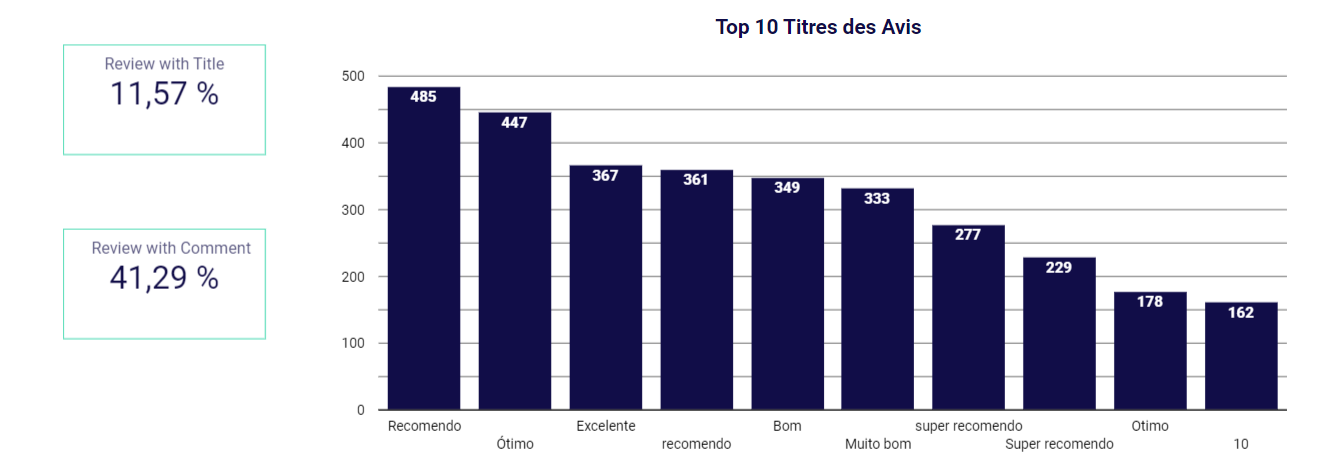 Top 10 Titres des Avis
Review with Title
11,57 %
Review with Comment
41,29 %
500
400
300
200
100
0
485
447
367
361
349
333
277
229
178
162
Recomendo
Ótimo
Excelente
recomendo
Bom
Muito bom
super recomendo
Super recomendo
Otimo
10